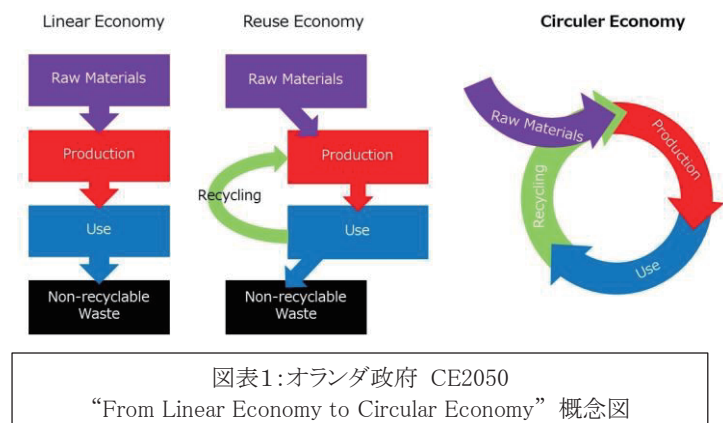 Linear Economy
Raw Materials
Production
Use
Non-recyclable
Waste
Reuse Economy
Raw Materials
Production
Recycling
Use
Non-recyclable
Waste
Circuler Economy
Raw Materials
Production
Use
Recycling
図表1:オランダ政府 CE2050
“From Linear Economy to Circular Economy” 概念図